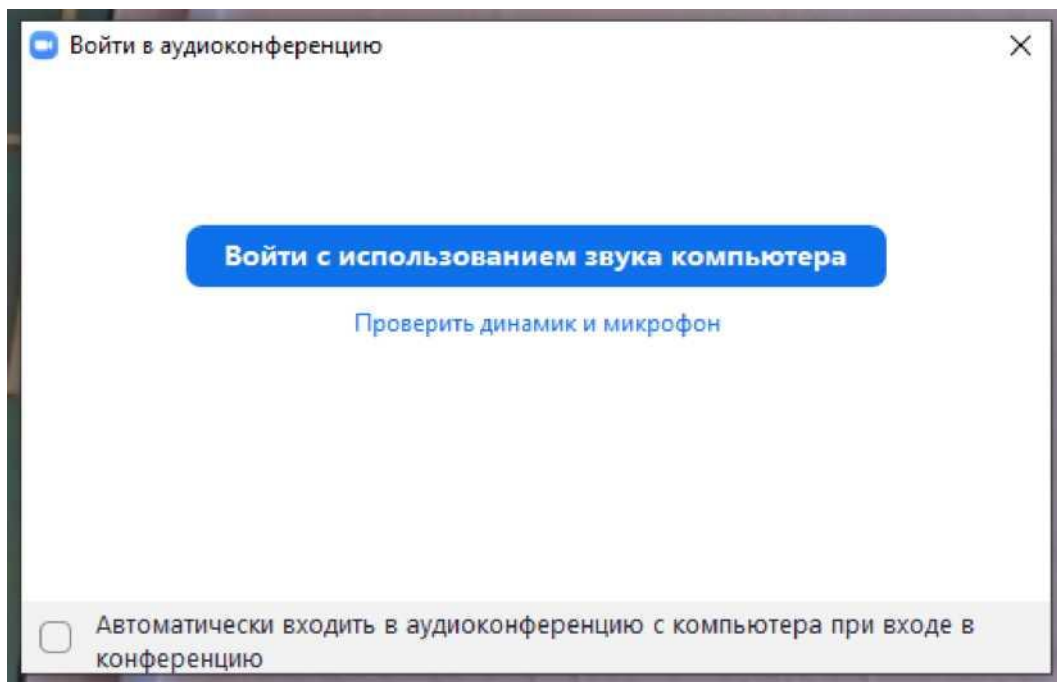 Войти в аудиоконференцию
Войти с использованием звука компьютера
Проверить динамик и микрофон
Автоматически входить в аудиоконференцию с компьютера при входе в
конференцию